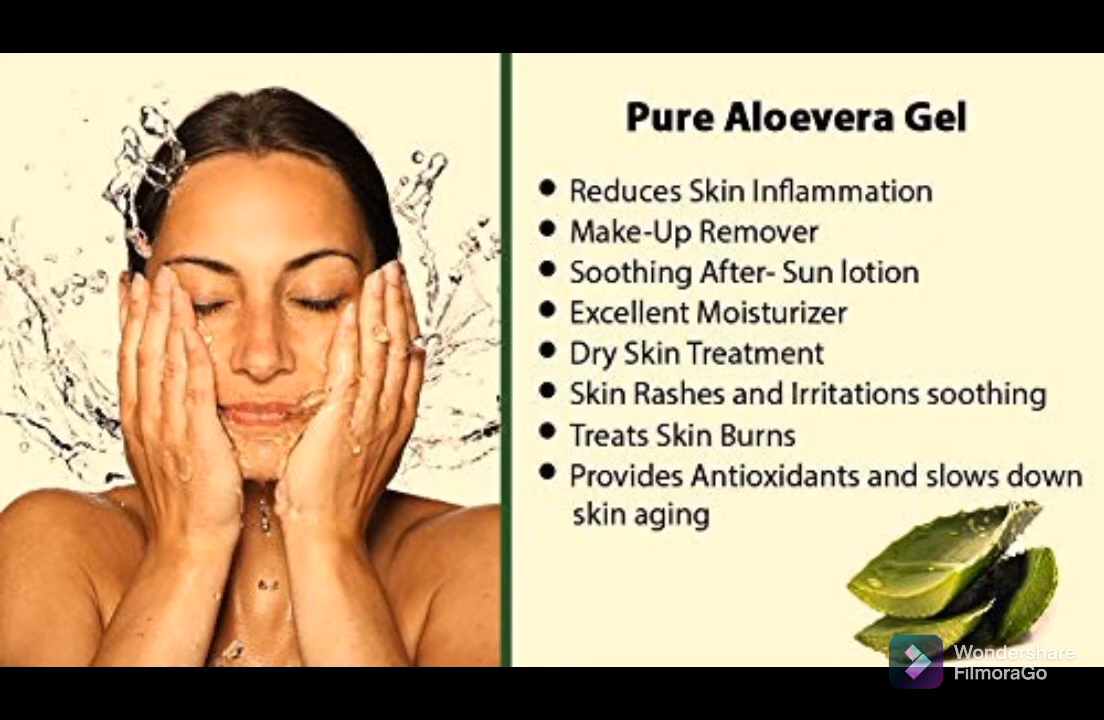 Pure Aloevera Gel
● Reduces Skin Inflammation
● Make-Up Remover
● Soothing After- Sun lotion
● Excellent Moisturizer
● Dry Skin Treatment
● Skin Rashes and Irritations soothing
● Treats Skin Burns
● Provides Antioxidants and slows down
skin aging
Wondershare
FilmoraGo